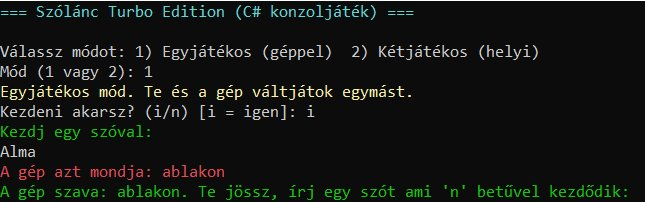 === Szólánc Turbo Edition (C# konzoljáték) ===
Válassz módot: 1) Egyjátékos (géppel)  2) Kétjátékos (helyi)
Mód (1 vagy 2): 1
Egyjátékos mód. Te és a gép váltjátok egymást.
Kezdeni akarsz? (i/n) [i = igen]: i
Kezdj egy szóval:
Alma
A gép azt mondja: ablakon
A gép szava: ablakon. Te jössz, írj egy szót ami 'n' betűvel kezdődik: